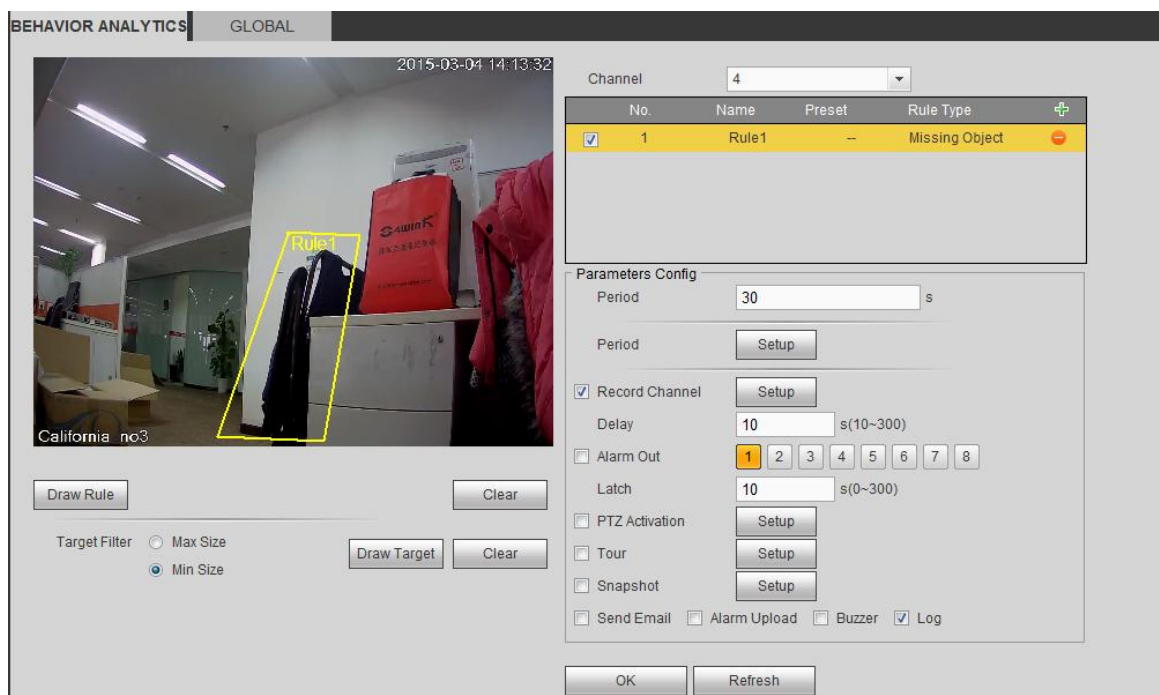 BEHAVIOR ANALYTICS GLOBAL
2015-03-04 14:13:32
Rule1
California no3
Draw Rule Clear
Target Filter Max Size
Min Size
Draw Target Clear
Channel 4
No. Name Preset Rule Type
1 Rule1 -- Missing Object
Parameters Config
Period 30 s
Period Setup
Record Channel Setup
Delay 10 s(10~300)
Alarm Out 1 2 3 4 5 6 7 8
Latch 10 s(0~300)
PTZ Activation Setup
Tour Setup
Snapshot Setup
Send Email Alarm Upload Buzzer Log
OK Refresh